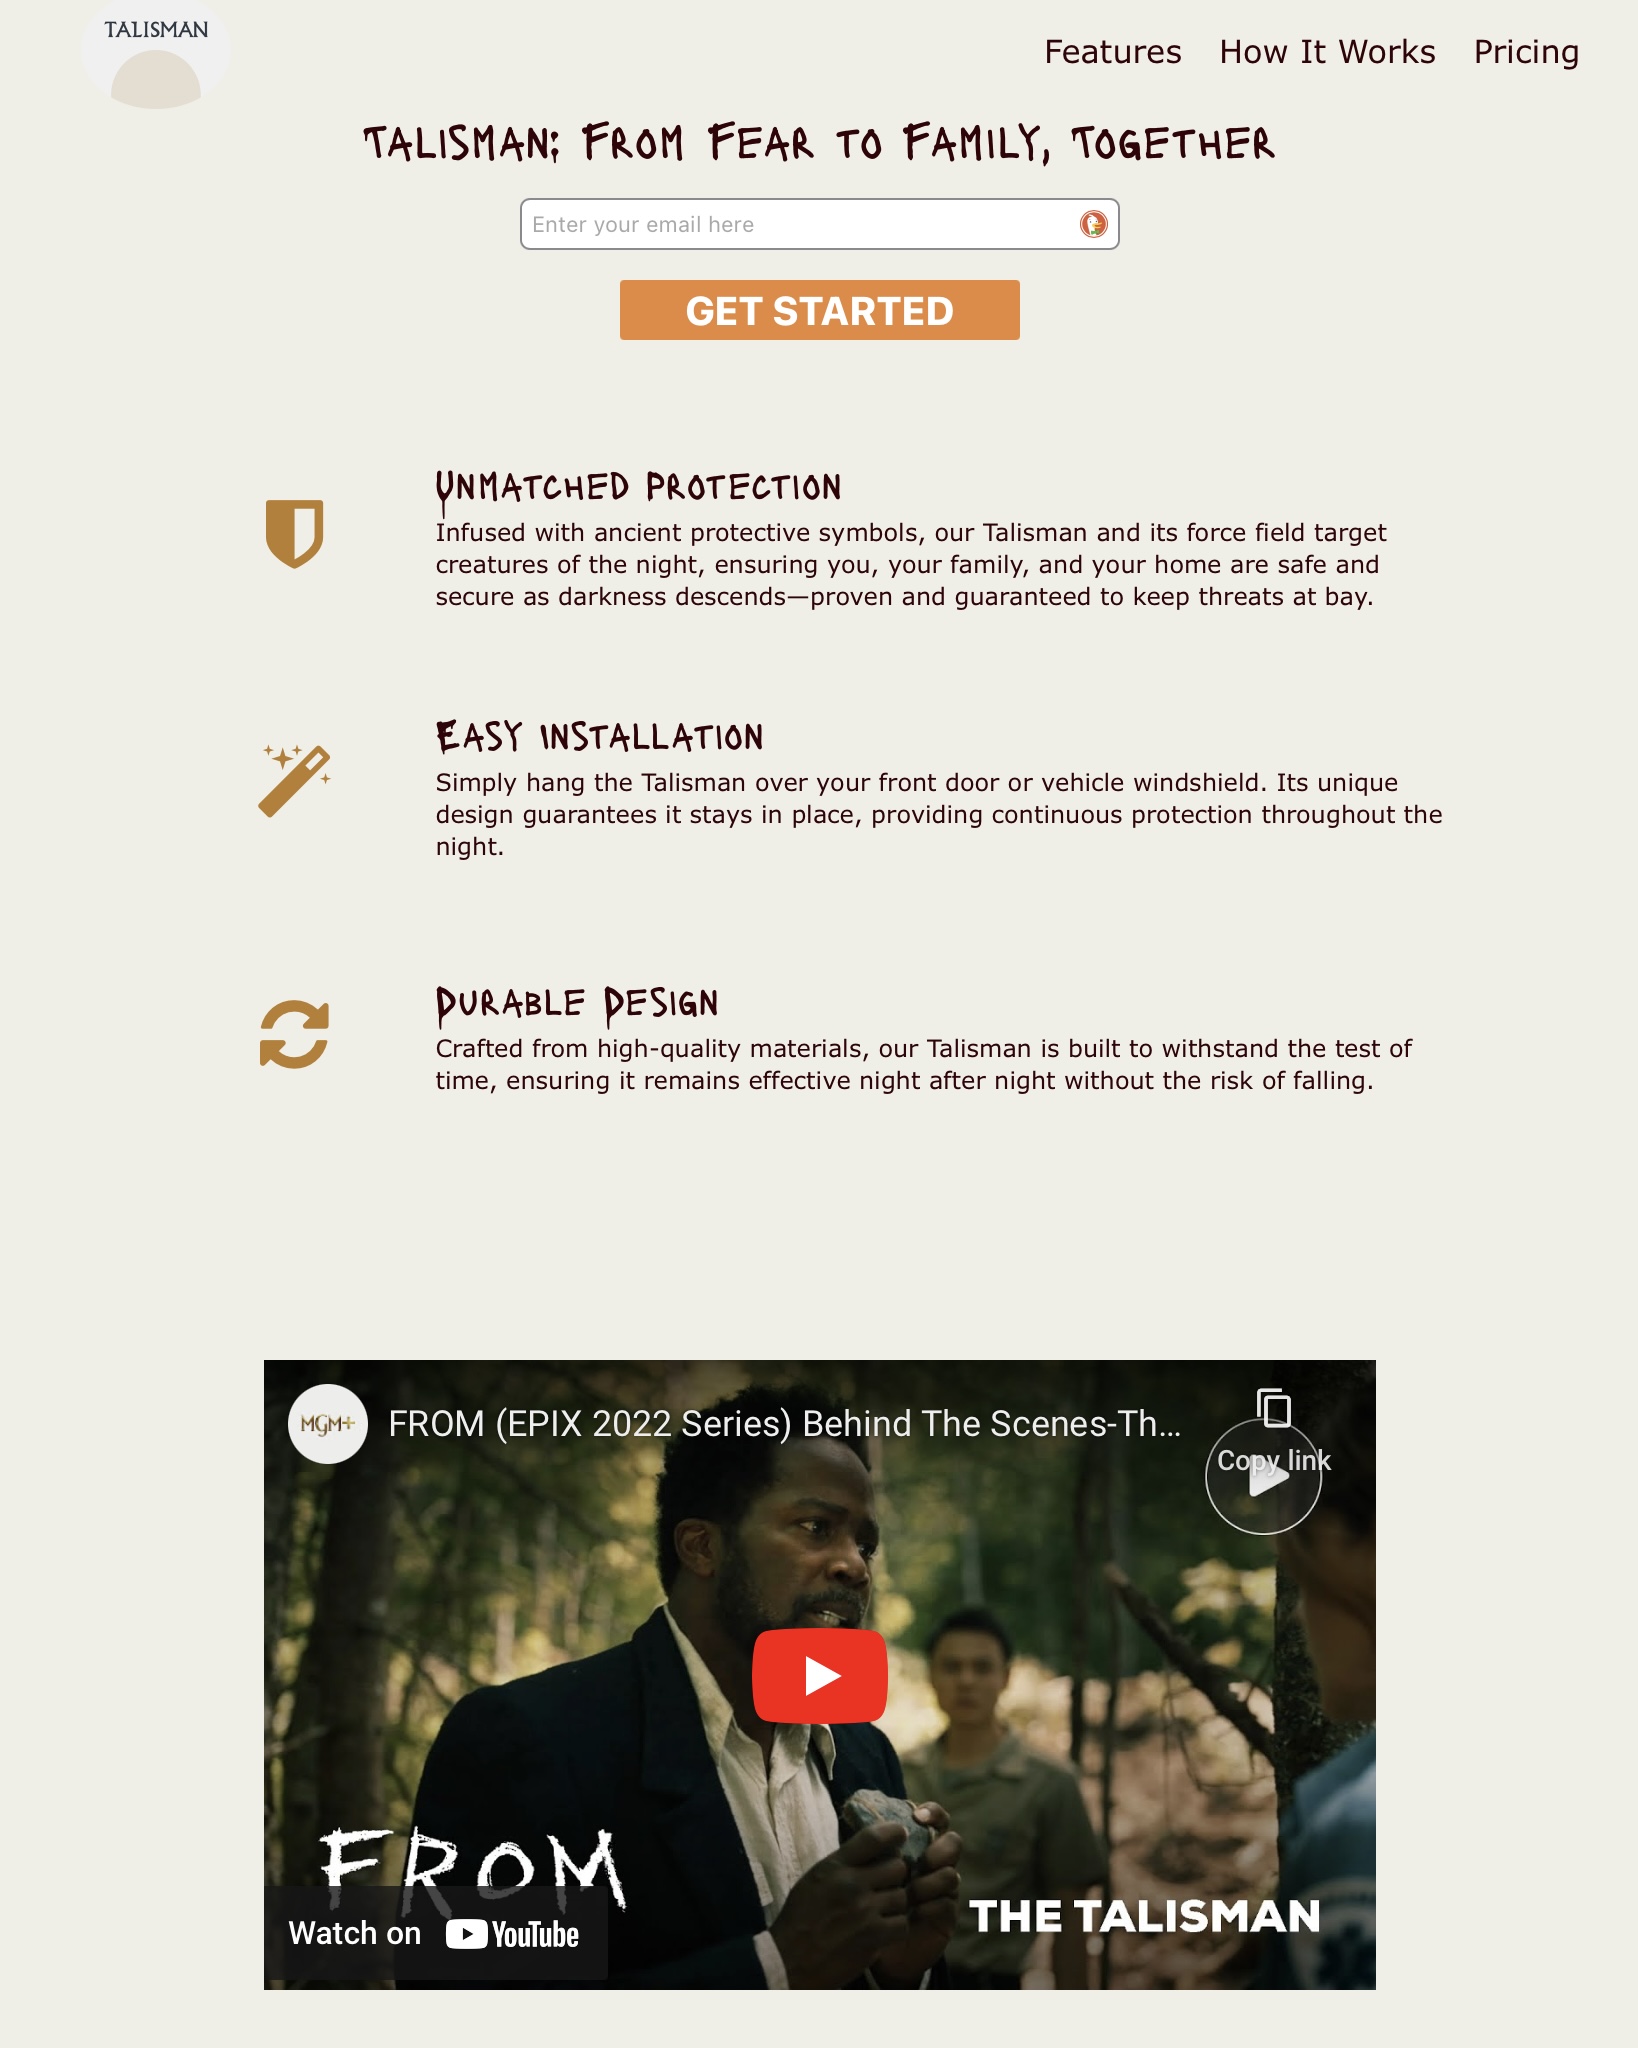 TALISMAN
Features How It Works Pricing
Talisman: From Fear to Family, Together
Enter your email here
GET STARTED
Unmatched Protection
Infused with ancient protective symbols, our Talisman and its force field target
creatures of the night, ensuring you, your family, and your home are safe and
secure as darkness descends—proven and guaranteed to keep threats at bay.
Easy installation
Simply hang the Talisman over your front door or vehicle windshield. Its unique
design guarantees it stays in place, providing continuous protection throughout the
night.
Durable Design
Crafted from high-quality materials, our Talisman is built to withstand the test of
time, ensuring it remains effective night after night without the risk of falling.
MGM+
FROM (EPIX 2022 Series) Behind The Scenes-Th...
Copy link
FROM
THE TALISMAN
Watch on YouTube